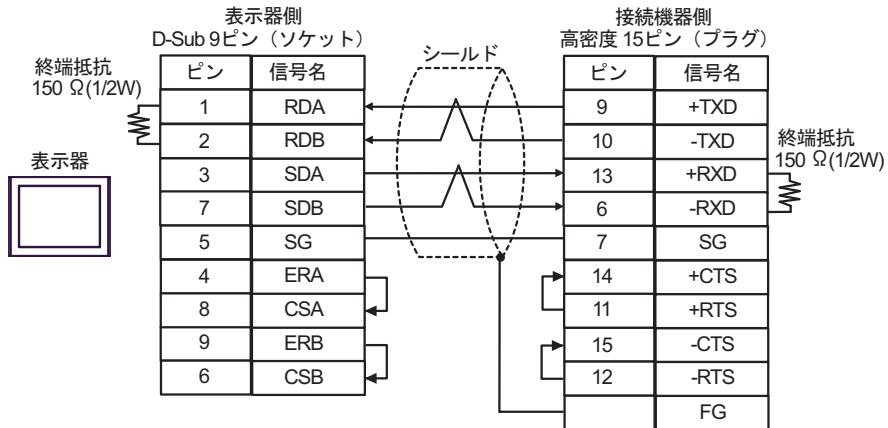 表示器側
D-Sub 9ピン（ソケット）
接続機器側
高密度 15ピン（プラグ）
シールド
終端抵抗
150 Ω(1/2W)
ピン 信号名
1 RDA
2 RDB
3 SDA
7 SDB
5 SG
4 ERA
8 CSA
9 ERB
6 CSB
表示器
ピン 信号名
9 +TXD
10 -TXD
13 +RXD
6 -RXD
7 SG
14 +CTS
11 +RTS
15 -CTS
12 -RTS
FG
終端抵抗
150 Ω(1/2W)